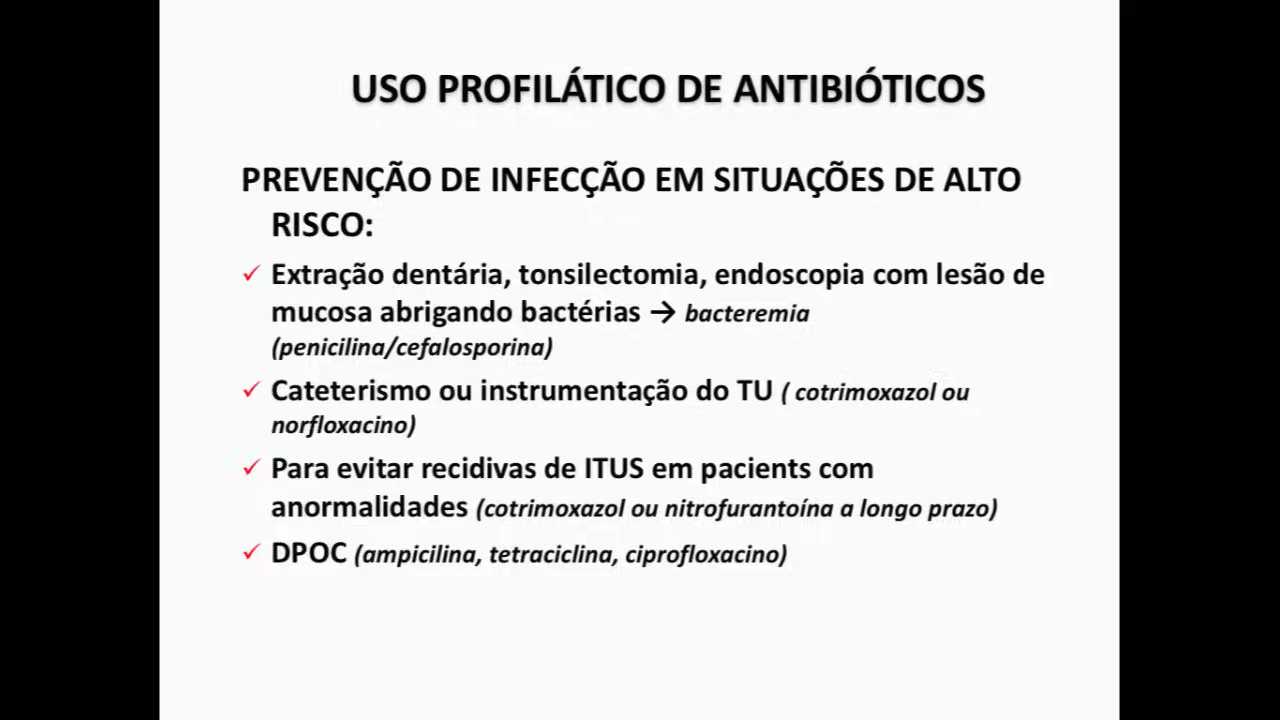 USO PROFILÁTICO DE ANTIBIÓTICOS
PREVENÇÃO DE INFECÇÃO EM SITUAÇÕES DE ALTO
RISCO:
✓ Extração dentária, tonsilectomia, endoscopia com lesão de
mucosa abrigando bactérias → bacteremia
(penicilina/cefalosporina)
✓ Cateterismo ou instrumentação do TU ( cotrimoxazol ou
norfloxacino)
✓ Para evitar recidivas de ITUS em pacients com
anormalidades (cotrimoxazol ou nitrofurantoína a longo prazo)
✓ DPOC (ampicilina, tetraciclina, ciprofloxacino)